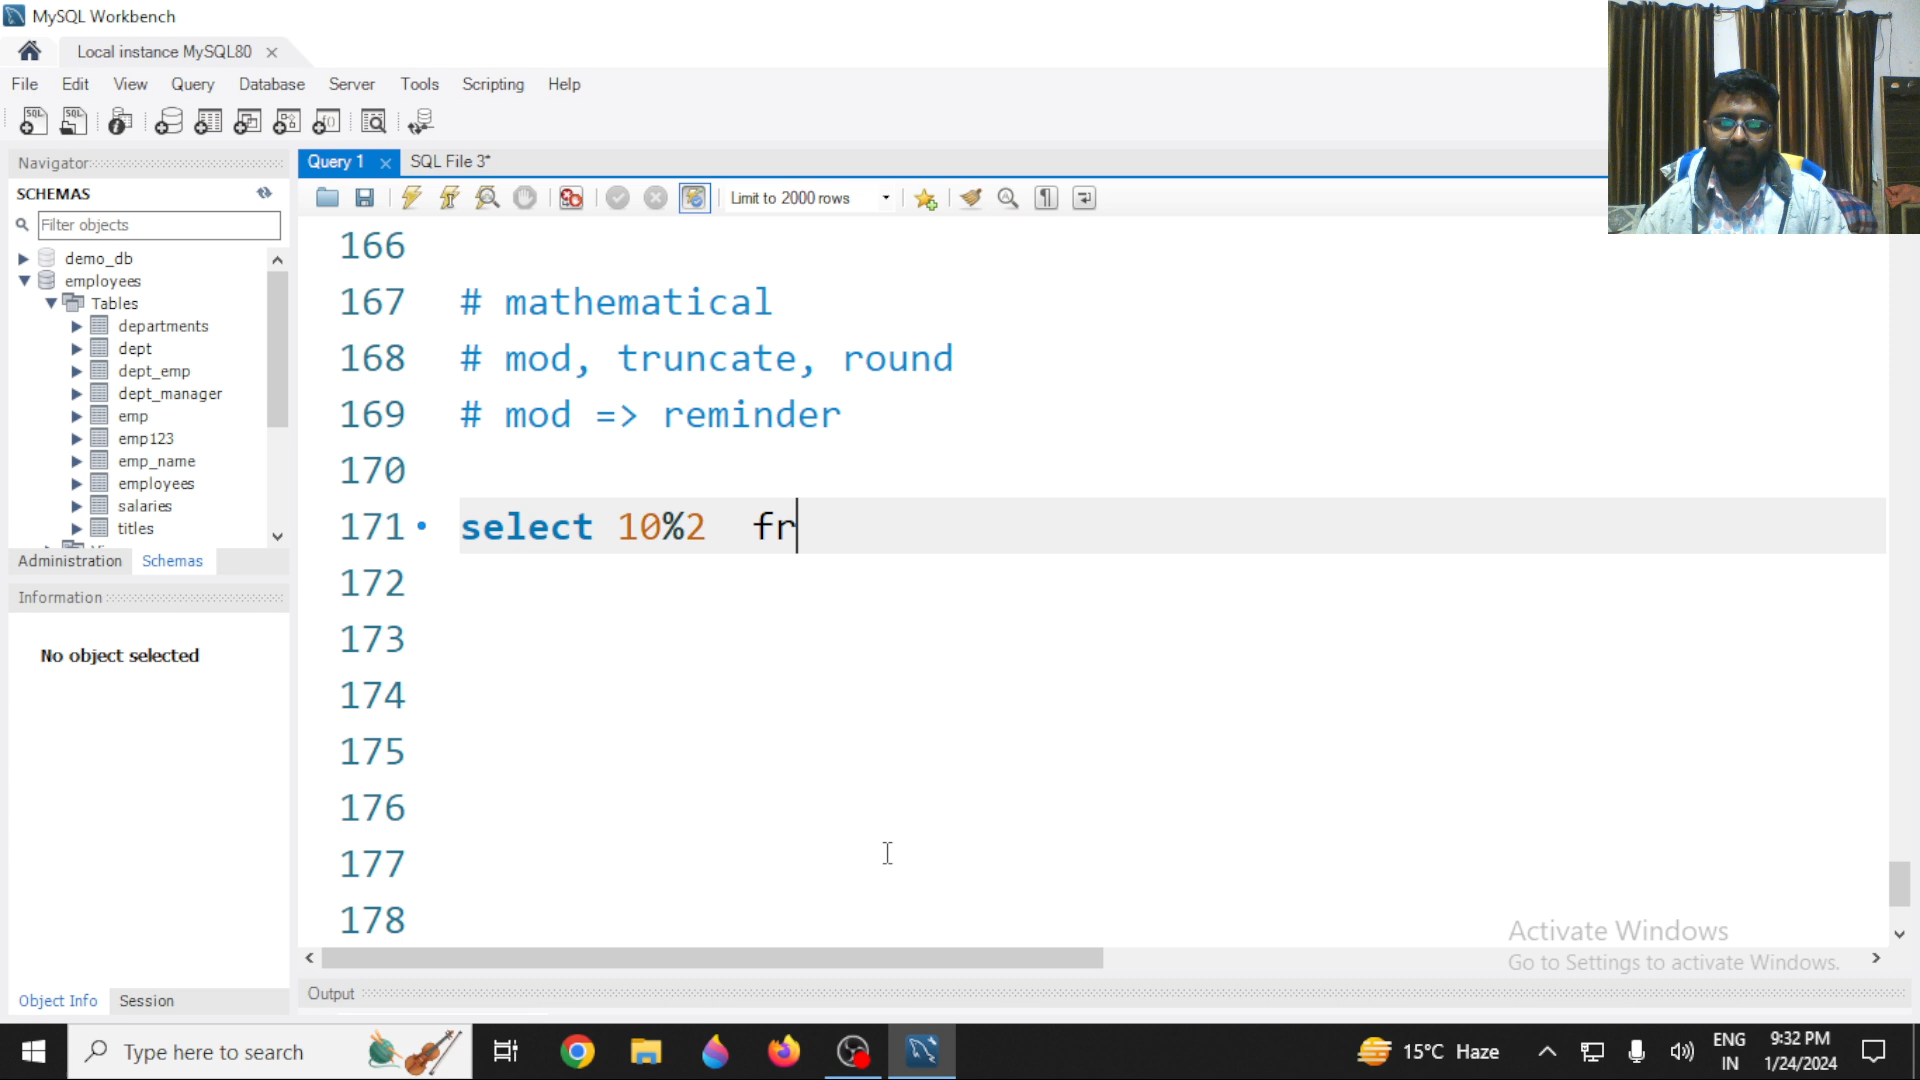 MySQL Workbench
Local instance MySQL80
File Edit View Query Database Server Tools Scripting Help
Navigator
Query 1 SQL File 3*
SCHEMAS
Limit to 2000 rows
Filter objects
demo_db
employees
Tables
departments
dept
dept_emp
dept_manager
emp
emp123
emp_name
employees
salaries
titles
Administration Schemas
Information
No object selected
166
167 # mathematical
168 # mod, truncate, round
169 # mod => reminder
170
171 select 10%2 fr
172
173
174
175
176
177
178
Activate Windows
Go to Settings to activate Windows.
Object Info Session
Output
Type here to search
15°C Haze
ENG
IN
9:32 PM
1/24/2024